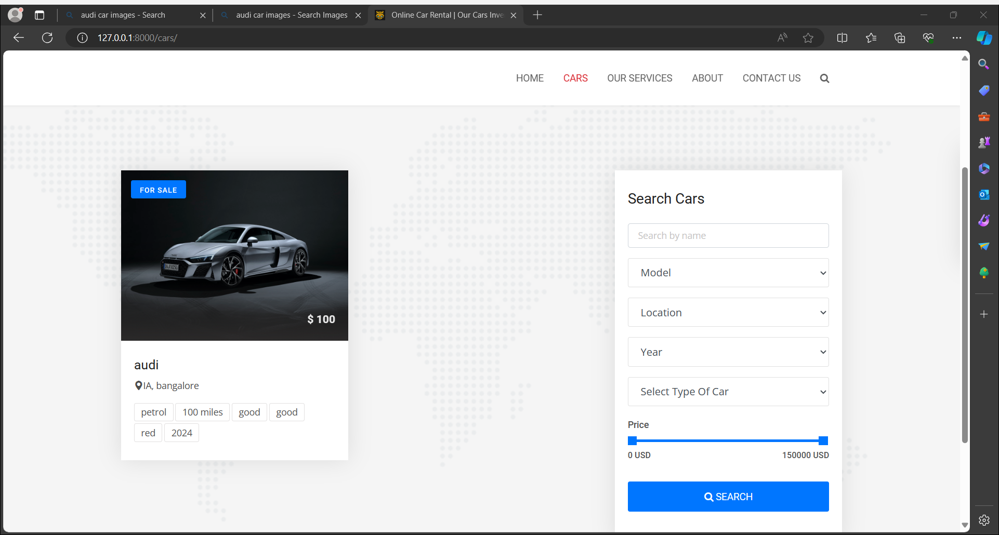 audi car images - Search
audi car images - Search Images
Online Car Rental | Our Cars Inve
127.0.0.1:8000/cars/
HOME CARS OUR SERVICES ABOUT CONTACT US
FOR SALE
$ 100
audi
IA, bangalore
petrol 100 miles good good
red 2024
Search Cars
Search by name
Model
Location
Year
Select Type Of Car
Price
0 USD 150000 USD
SEARCH